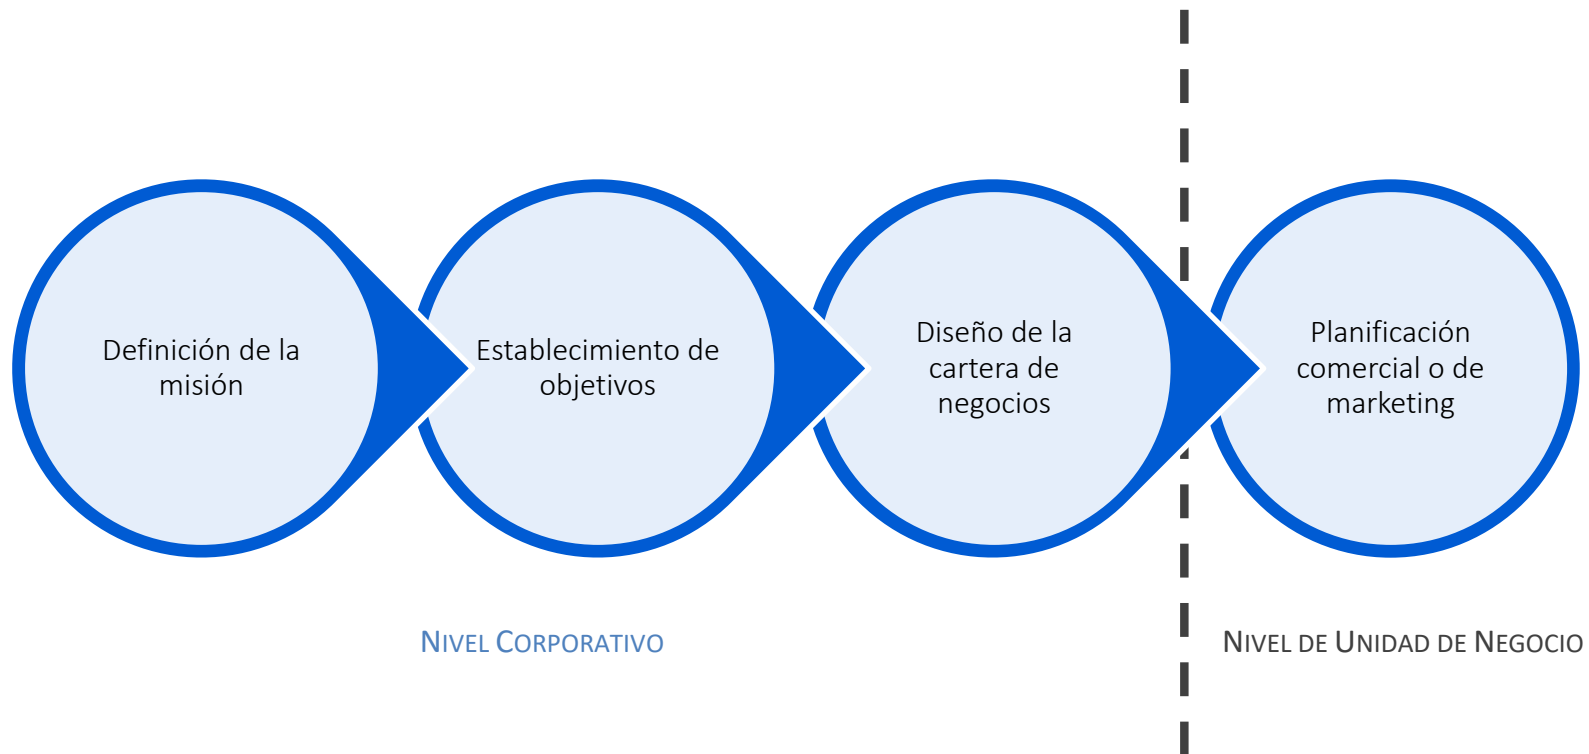 Definición de la
misión
Establecimiento de
objetivos
Diseño de la
cartera de
negocios
Planificación
comercial o de
marketing
NIVEL CORPORATIVO
NIVEL DE UNIDAD DE NEGOCIO